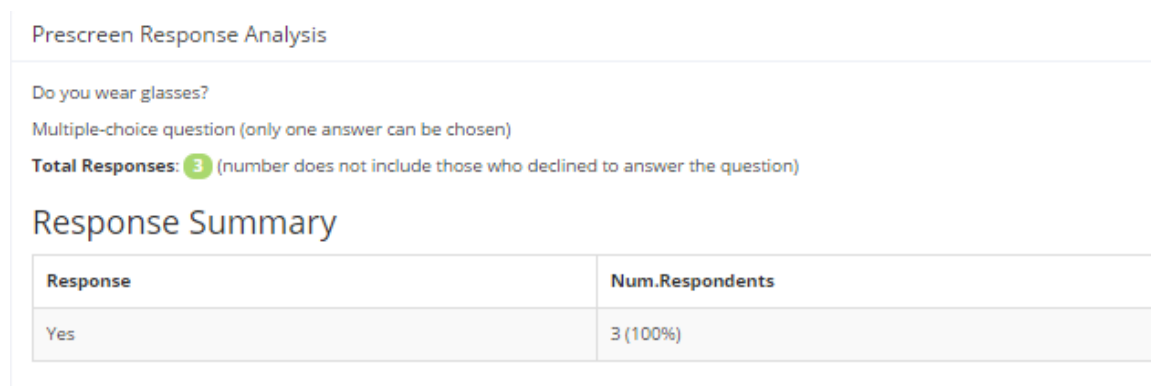 Prescreen Response Analysis
Do you wear glasses?
Multiple-choice question (only one answer can be chosen)
Total Responses: 3 (number does not include those who declined to answer the question)
Response Summary
Response Num.Respondents
Yes 3 (100%)